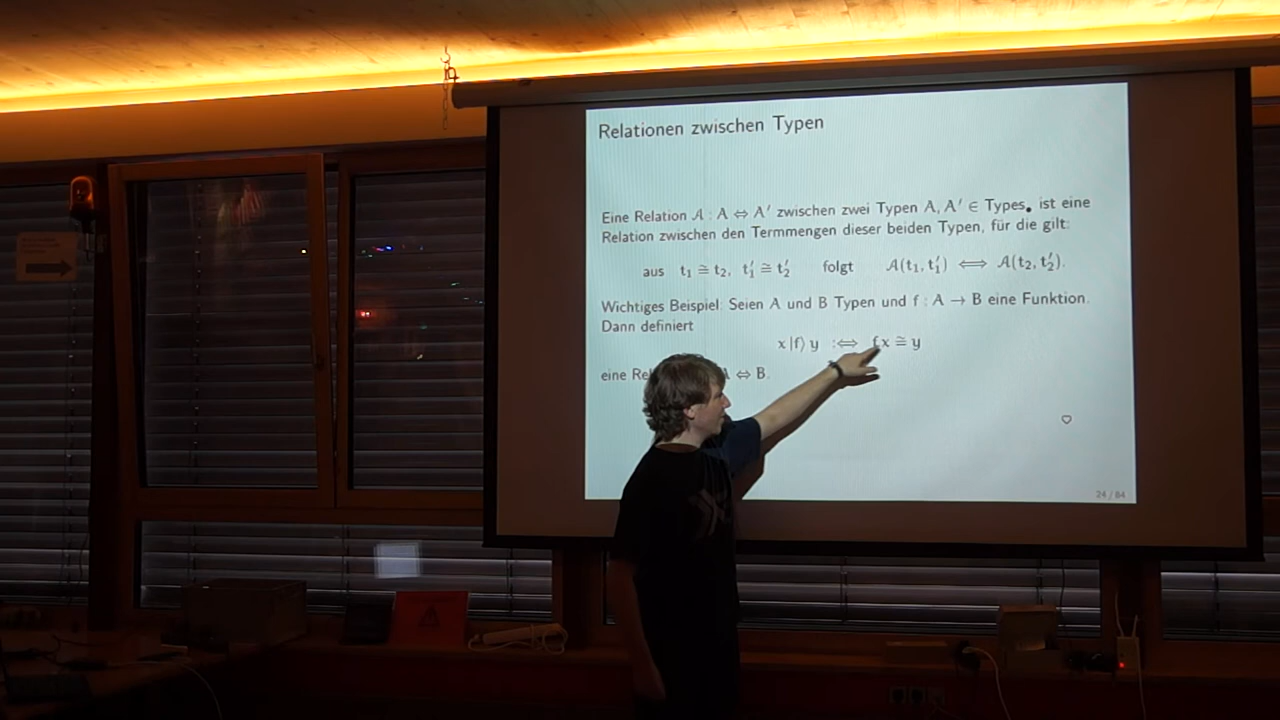 Relationen zwischen Typen
Eine Relation 𝒜 : A ⇔ A′ zwischen zwei Typen A, A′ ∈ Types• ist eine
Relation zwischen den Termmengen dieser beiden Typen, für die gilt:
aus t₁ ≅ t₂, t′₁ ≅ t′₂ folgt 𝒜(t₁, t′₁) ⟺ 𝒜(t₂, t′₂).
Wichtiges Beispiel: Seien A und B Typen und f : A → B eine Funktion.
Dann definiert
x |f⟩ y :⟺ f x ≅ y
eine ⇔ B.
24 / 84